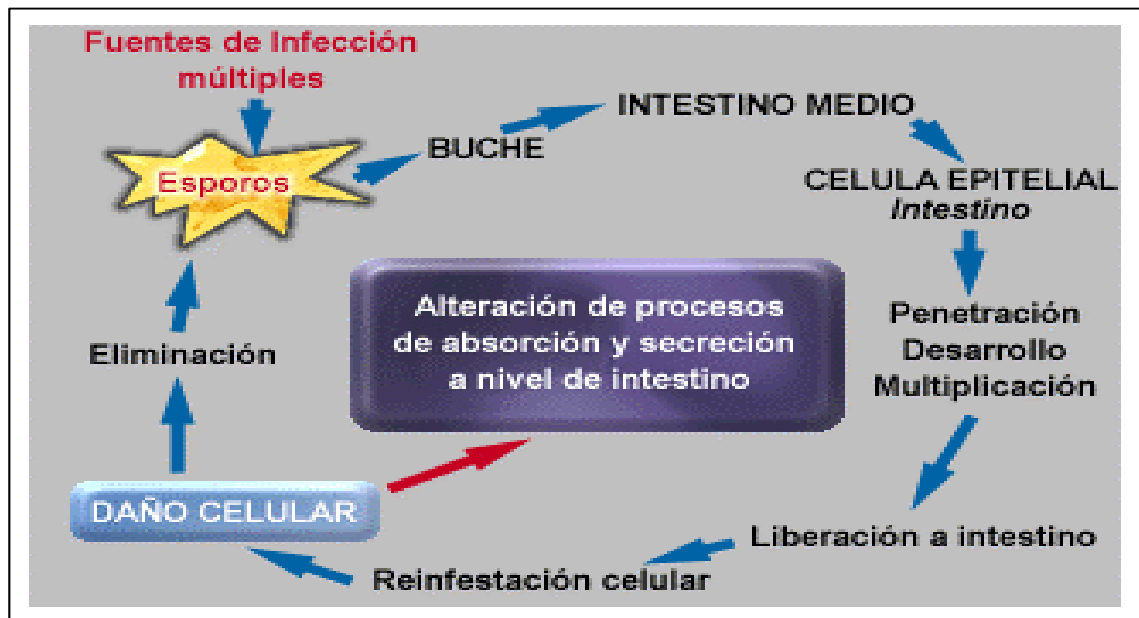 Fuentes de Infección
múltiples
Esporos
BUCHE
INTESTINO MEDIO
CELULA EPITELIAL
Intestino
Penetración
Desarrollo
Multiplicación
Liberación a intestino
Reinfestación celular
DAÑO CELULAR
Eliminación
Alteración de procesos
de absorción y secreción
a nivel de intestino